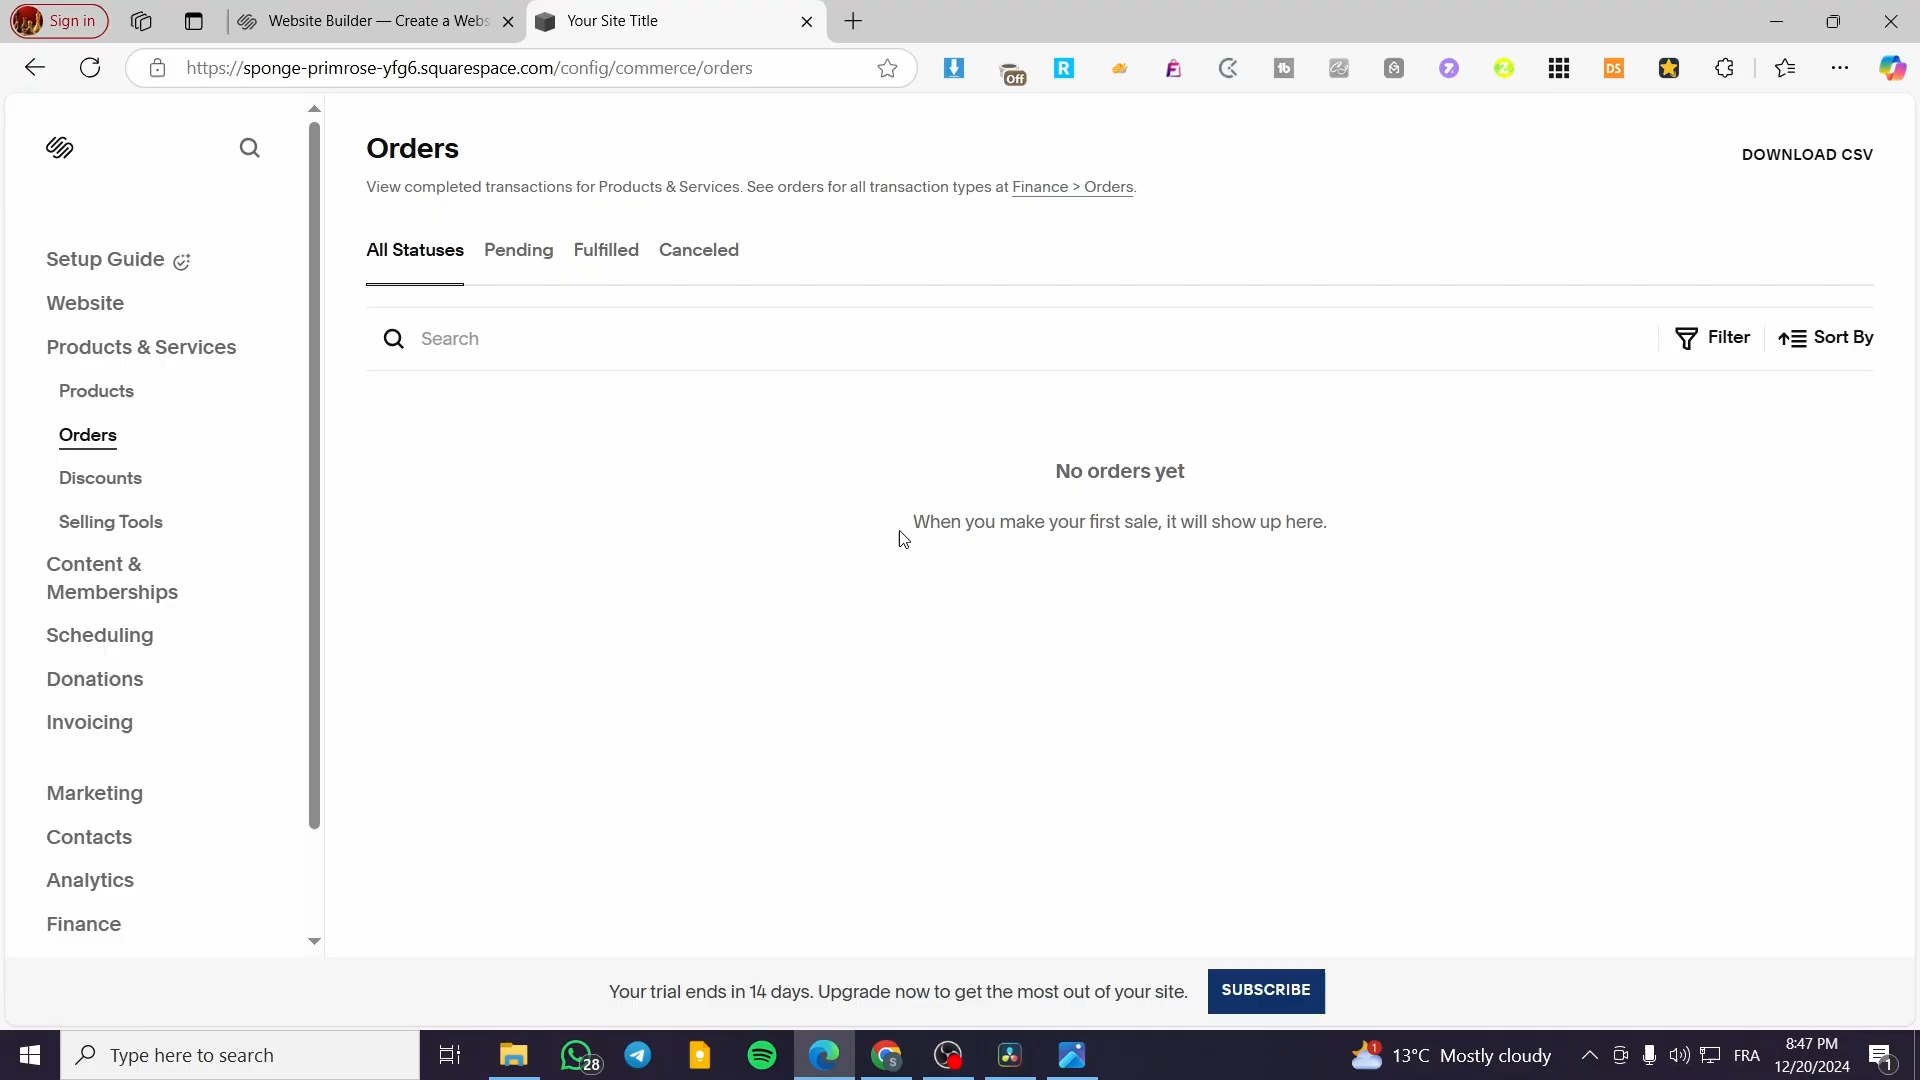 Sign in
Website Builder — Create a Webs
Your Site Title
https://sponge-primrose-yfg6.squarespace.com/config/commerce/orders
Off
R
tb
DS
Orders
DOWNLOAD CSV
View completed transactions for Products & Services. See orders for all transaction types at Finance > Orders.
All Statuses
Pending
Fulfilled
Canceled
Search
Filter
Sort By
No orders yet
When you make your first sale, it will show up here.
Setup Guide
Website
Products & Services
Products
Orders
Discounts
Selling Tools
Content &
Memberships
Scheduling
Donations
Invoicing
Marketing
Contacts
Analytics
Finance
Your trial ends in 14 days. Upgrade now to get the most out of your site.
SUBSCRIBE
Type here to search
28
S
1
13°C Mostly cloudy
FRA
8:47 PM
12/20/2024
1